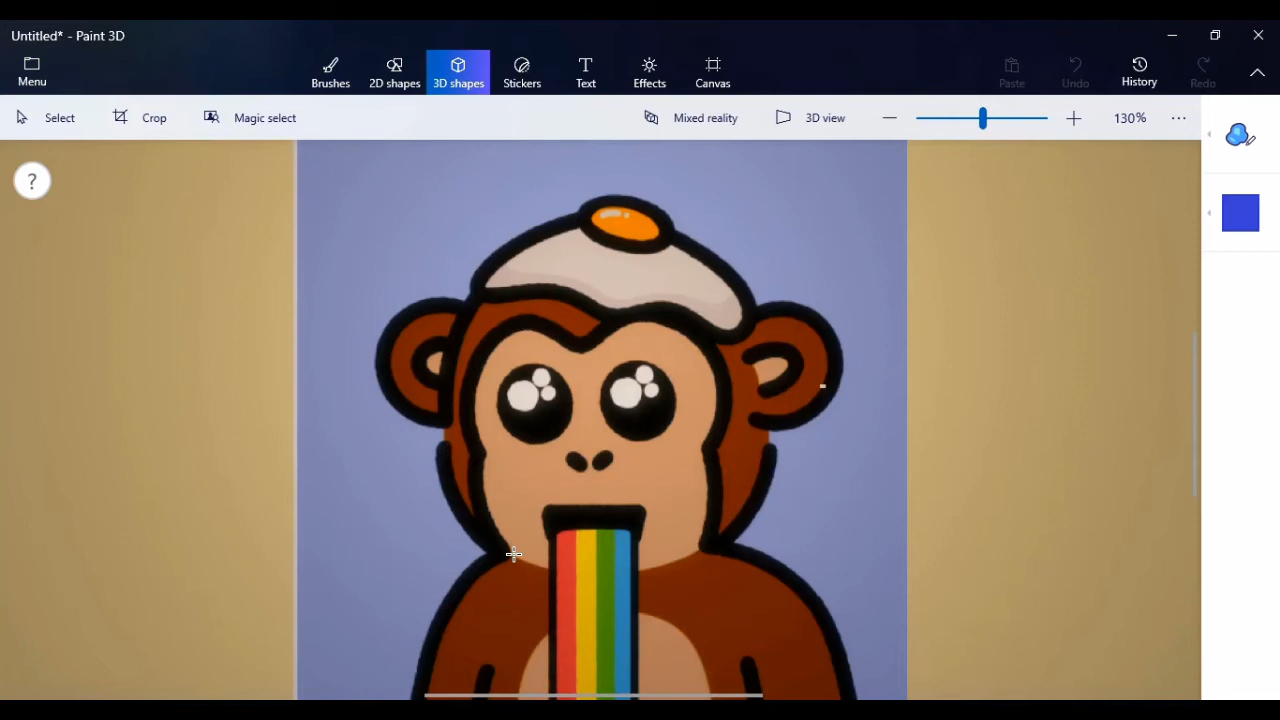 Untitled* - Paint 3D
Menu
Brushes
2D shapes
3D shapes
Stickers
Text
Effects
Canvas
Paste
Undo
History
Redo
Select
Crop
Magic select
Mixed reality
3D view
130%
?